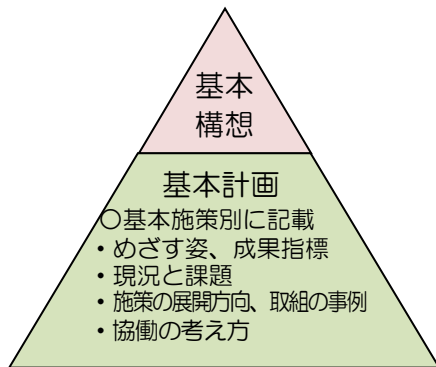 基本
構想
基本計画
〇基本施策別に記載
・めざす姿、成果指標
・現況と課題
・施策の展開方向、取組の事例
・協働の考え方